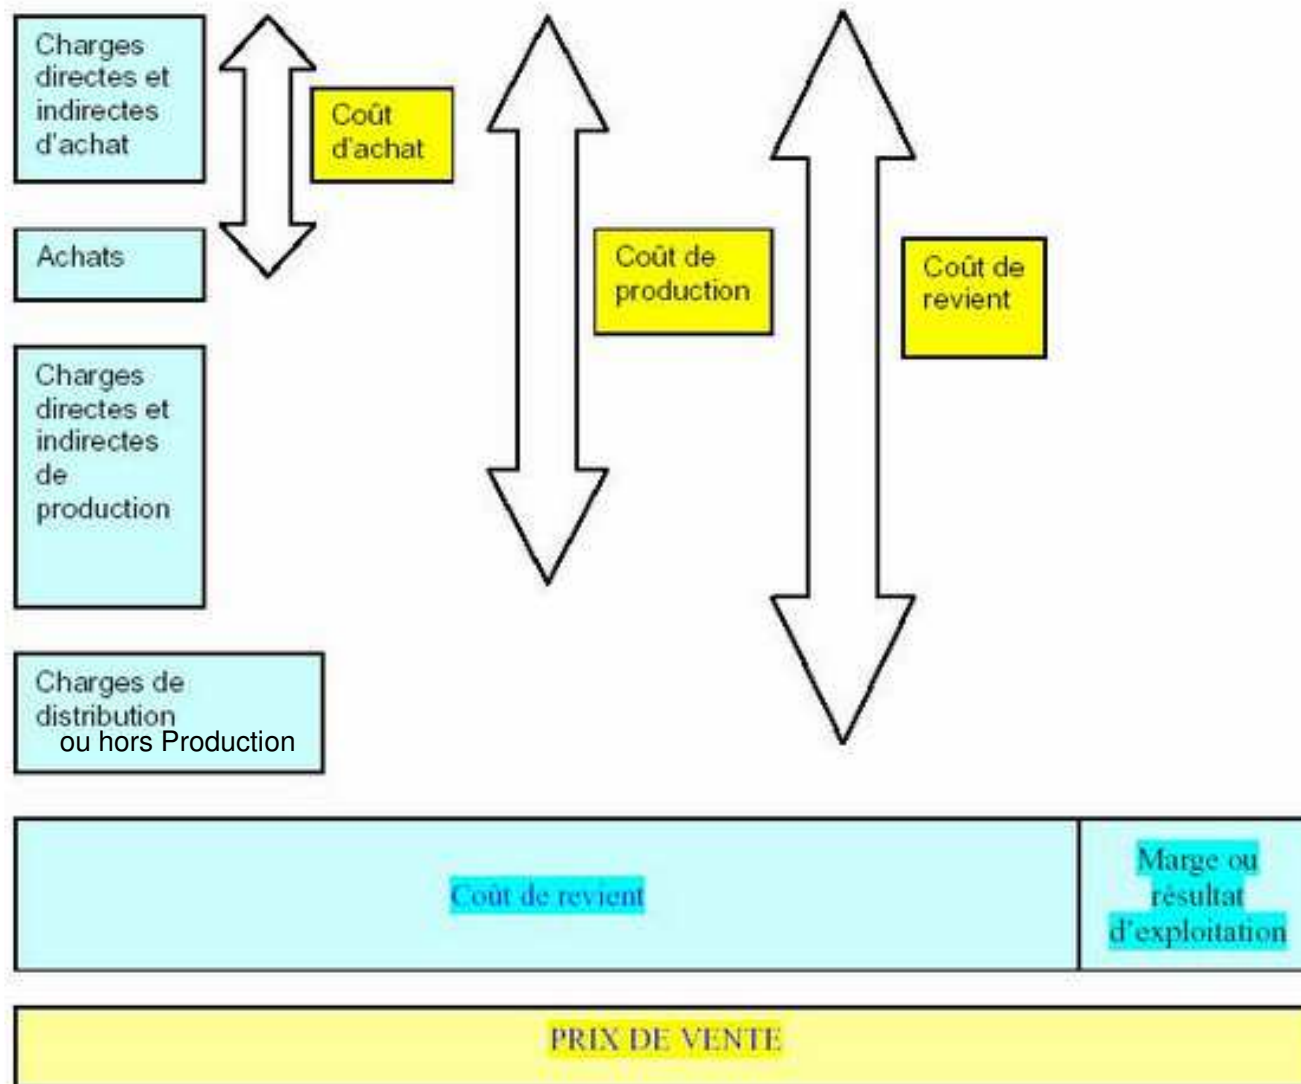 Charges
directes et
indirectes
d'achat
Coût
d'achat
Achats
Coût de
production
Coût de
revient
Charges
directes et
indirectes
de
production
Charges de
distribution
ou hors Production
Coût de revient
Marge ou
résultat
d'exploitation
PRIX DE VENTE